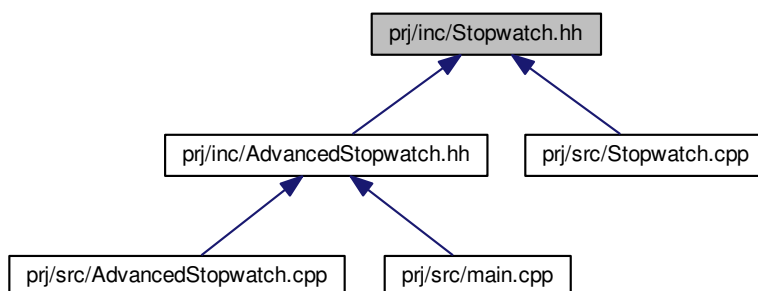 prj/inc/Stopwatch.hh
prj/inc/AdvancedStopwatch.hh
prj/src/Stopwatch.cpp
prj/src/AdvancedStopwatch.cpp
prj/src/main.cpp